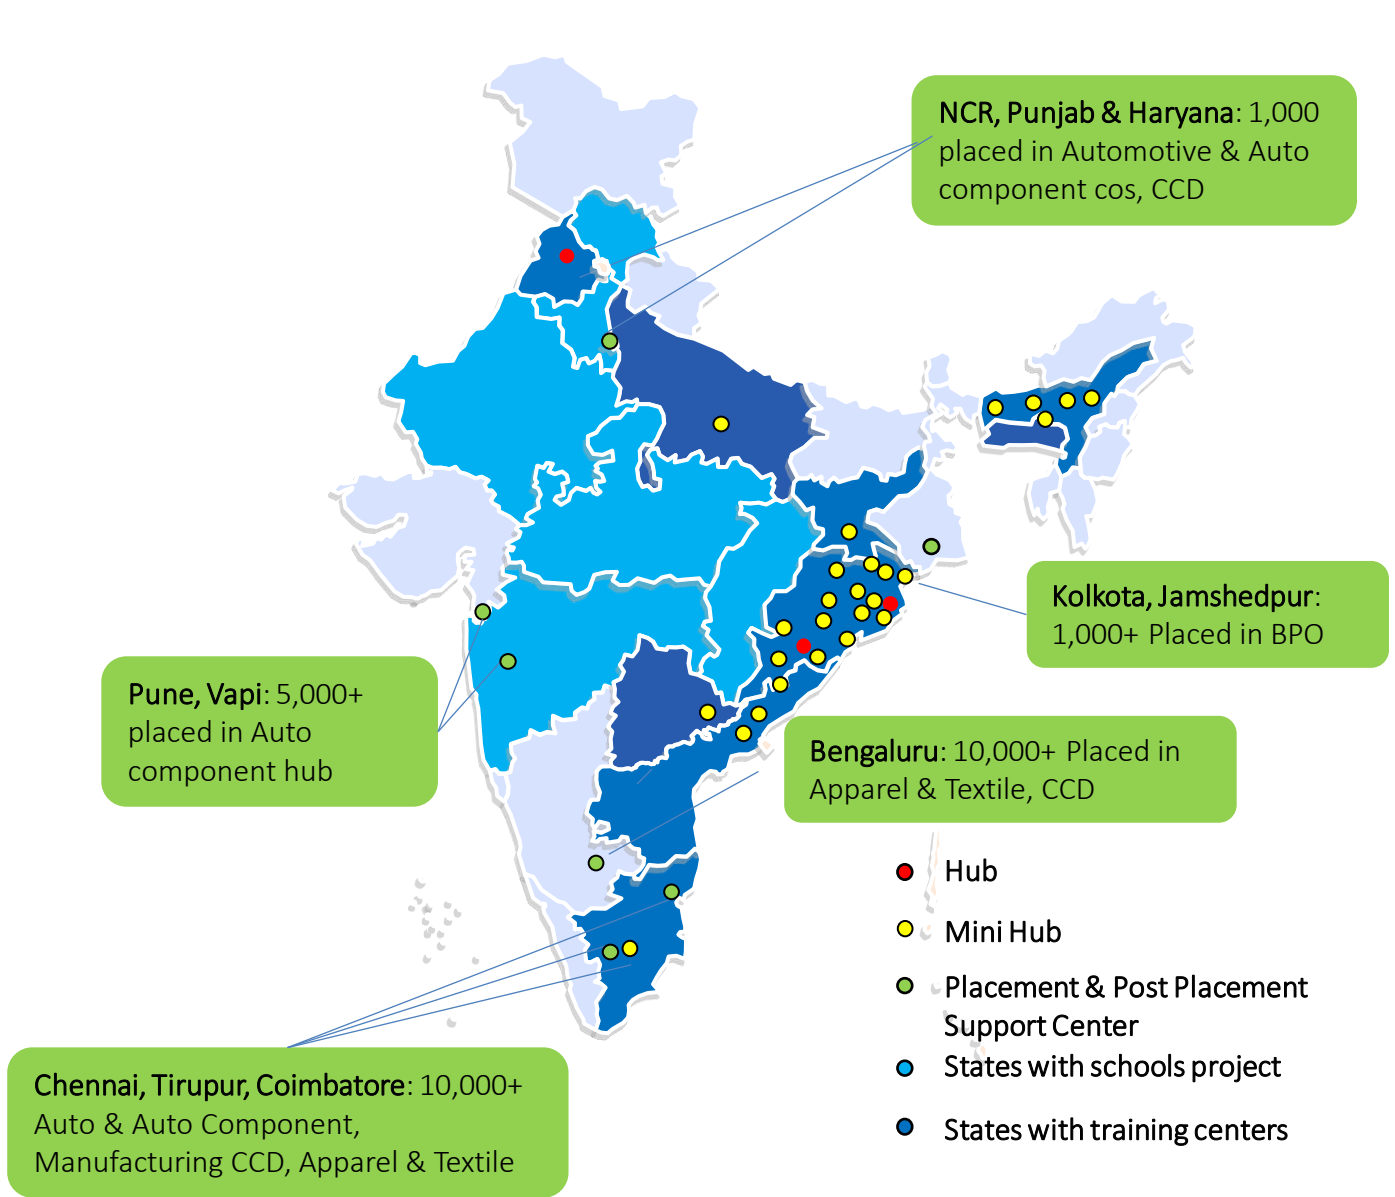 NCR, Punjab & Haryana: 1,000
placed in Automotive & Auto
component cos, CCD
Kolkota, Jamshedpur:
1,000+ Placed in BPO
Pune, Vapi: 5,000+
placed in Auto
component hub
Bengaluru: 10,000+ Placed in
Apparel & Textile, CCD
Hub
Mini Hub
Placement & Post Placement
Support Center
States with schools project
States with training centers
Chennai, Tirupur, Coimbatore: 10,000+
Auto & Auto Component,
Manufacturing CCD, Apparel & Textile